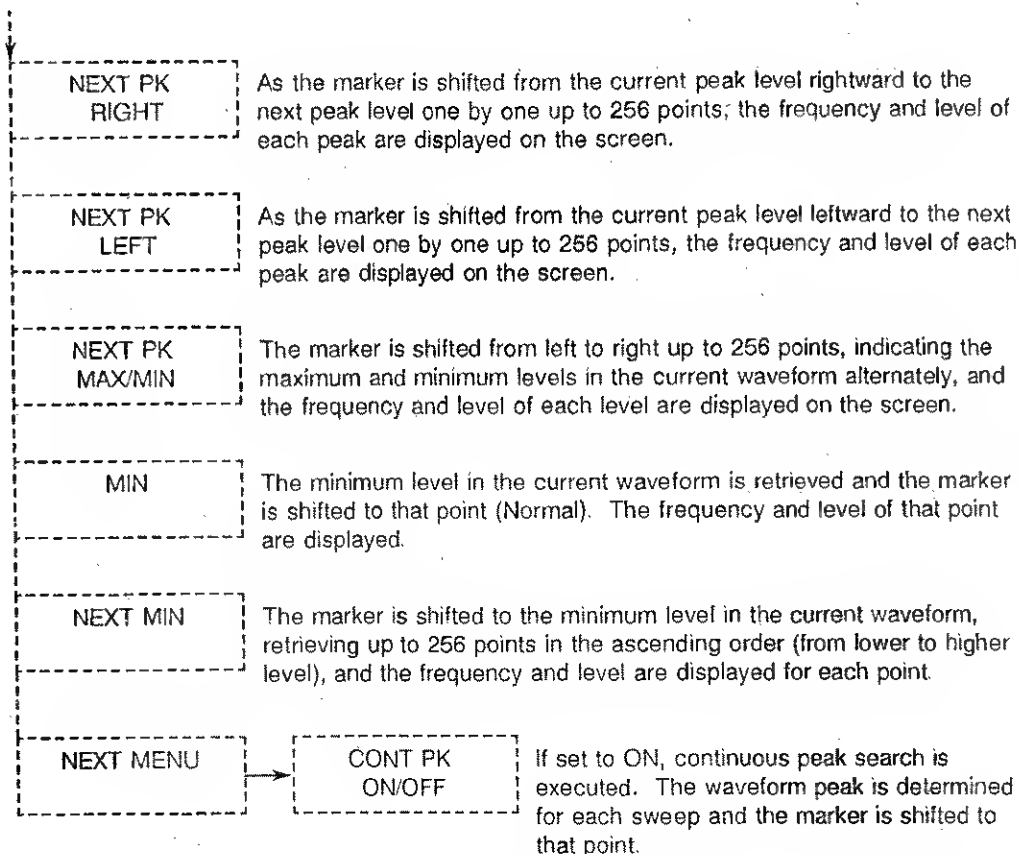 NEXT PK
RIGHT
As the marker is shifted from the current peak level rightward to the
next peak level one by one up to 256 points, the frequency and level of
each peak are displayed on the screen.
NEXT PK
LEFT
As the marker is shifted from the current peak level leftward to the next
peak level one by one up to 256 points, the frequency and level of each
peak are displayed on the screen.
NEXT PK
MAX/MIN
The marker is shifted from left to right up to 256 points, indicating the
maximum and minimum levels in the current waveform alternately, and
the frequency and level of each level are displayed on the screen.
MIN
The minimum level in the current waveform is retrieved and the marker
is shifted to that point (Normal). The frequency and level of that point
are displayed.
NEXT MIN
The marker is shifted to the minimum level in the current waveform,
retrieving up to 256 points in the ascending order (from lower to higher
level), and the frequency and level are displayed for each point.
NEXT MENU
CONT PK
ON/OFF
If set to ON, continuous peak search is
executed. The waveform peak is determined
for each sweep and the marker is shifted to
that point.